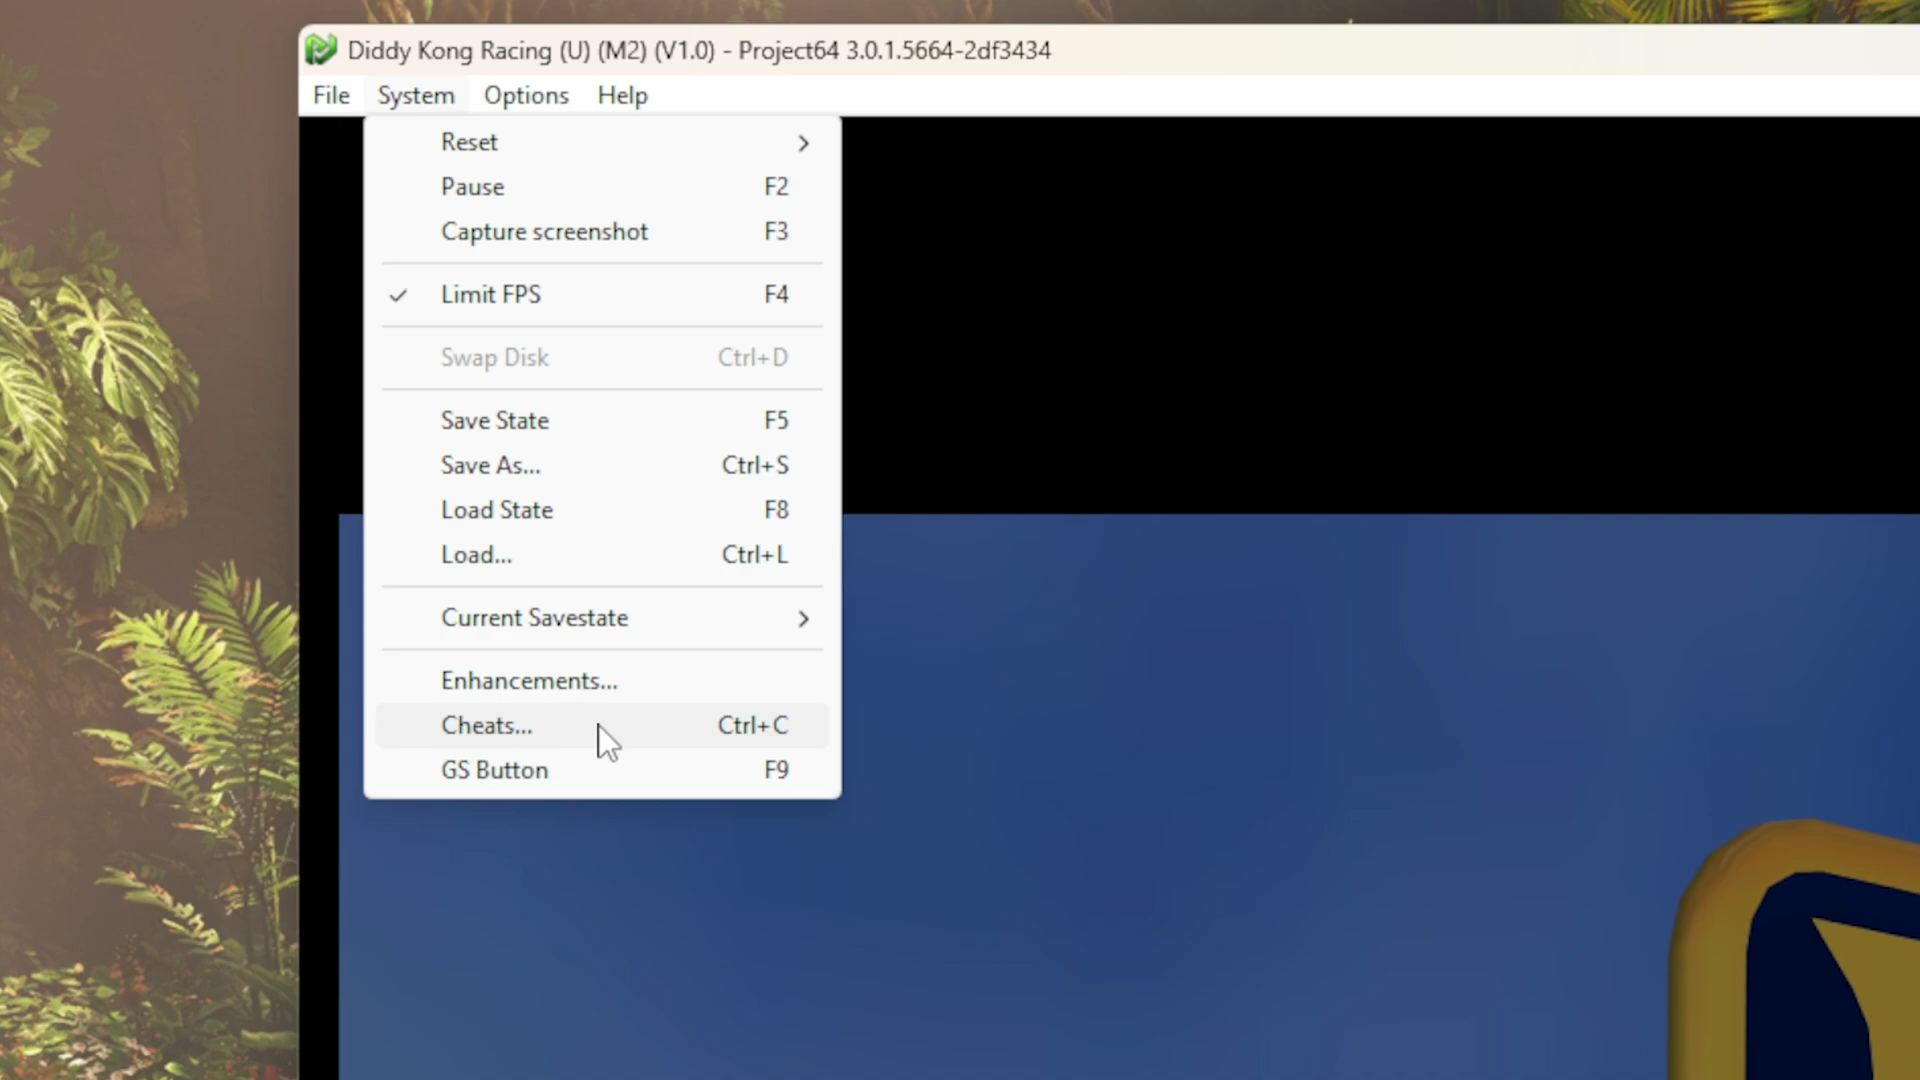 Diddy Kong Racing (U) (M2) (V1.0) - Project64 3.0.1.5664-2df3434
File System Options Help
Reset
Pause F2
Capture screenshot F3
Limit FPS F4
Swap Disk Ctrl+D
Save State F5
Save As... Ctrl+S
Load State F8
Load... Ctrl+L
Current Savestate
Enhancements...
Cheats... Ctrl+C
GS Button F9